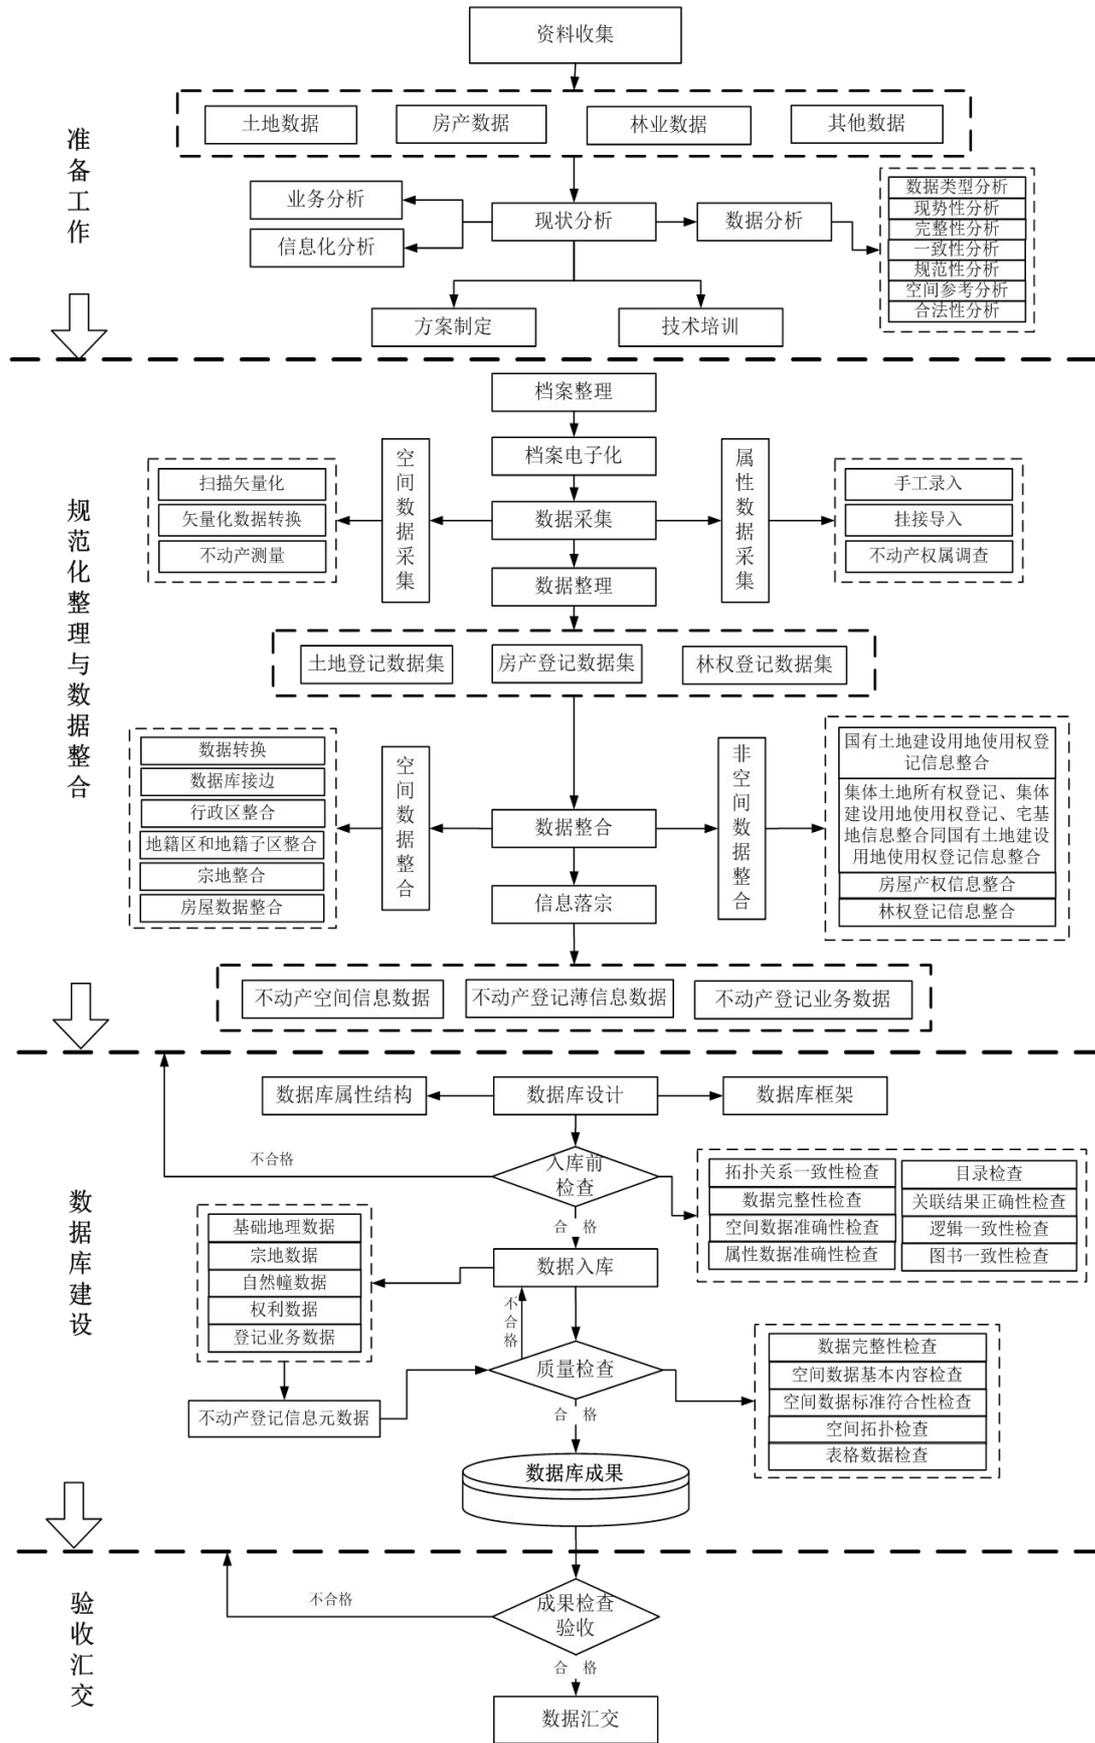 资料收集
土地数据
房产数据
林业数据
其他数据
准备工作
业务分析
信息化分析
现状分析
数据分析
数据类型分析
现势性分析
完整性分析
一致性分析
规范性分析
空间参考分析
合法性分析
方案制定
技术培训
规范化整理与数据整合
档案整理
档案电子化
数据采集
数据整理
空间数据采集
扫描矢量化
矢量化数据转换
不动产测量
属性数据采集
手工录入
挂接导入
不动产权属调查
土地登记数据集
房产登记数据集
林权登记数据集
数据转换
数据库接边
行政区整合
地籍区和地籍子区整合
宗地整合
房屋数据整合
空间数据整合
数据整合
信息落宗
非空间数据整合
国有土地建设用地使用权登
记信息整合
集体土地所有权登记、集体
建设用地使用权登记、宅基
地信息整合同国有土地建设
用地使用权登记信息整合
房屋产权信息整合
林权登记信息整合
不动产空间信息数据
不动产登记薄信息数据
不动产登记业务数据
数据库建设
数据库属性结构
数据库设计
数据库框架
不合格
入库前
检查
合 格
拓扑关系一致性检查
数据完整性检查
空间数据准确性检查
属性数据准确性检查
目录检查
关联结果正确性检查
逻辑一致性检查
图书一致性检查
基础地理数据
宗地数据
自然幢数据
权利数据
登记业务数据
数据入库
不合格
不动产登记信息元数据
质量检查
合 格
数据完整性检查
空间数据基本内容检查
空间数据标准符合性检查
空间拓扑检查
表格数据检查
数据库成果
验收汇交
不合格
成果检查
验收
合 格
数据汇交